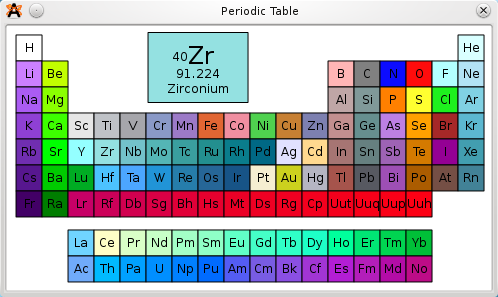 Periodic Table
H He
40Zr
91.224
Zirconium
Li Be B C N O F Ne
Na Mg Al Si P S Cl Ar
K Ca Sc Ti V Cr Mn Fe Co Ni Cu Zn Ga Ge As Se Br Kr
Rb Sr Y Zr Nb Mo Tc Ru Rh Pd Ag Cd In Sn Sb Te I Xe
Cs Ba Lu Hf Ta W Re Os Ir Pt Au Hg Tl Pb Bi Po At Rn
Fr Ra Lr Rf Db Sg Bh Hs Mt Ds Rg Cp Uut Uuq Uup Uuh
La Ce Pr Nd Pm Sm Eu Gd Tb Dy Ho Er Tm Yb
Ac Th Pa U Np Pu Am Cm Bk Cf Es Fm Md No